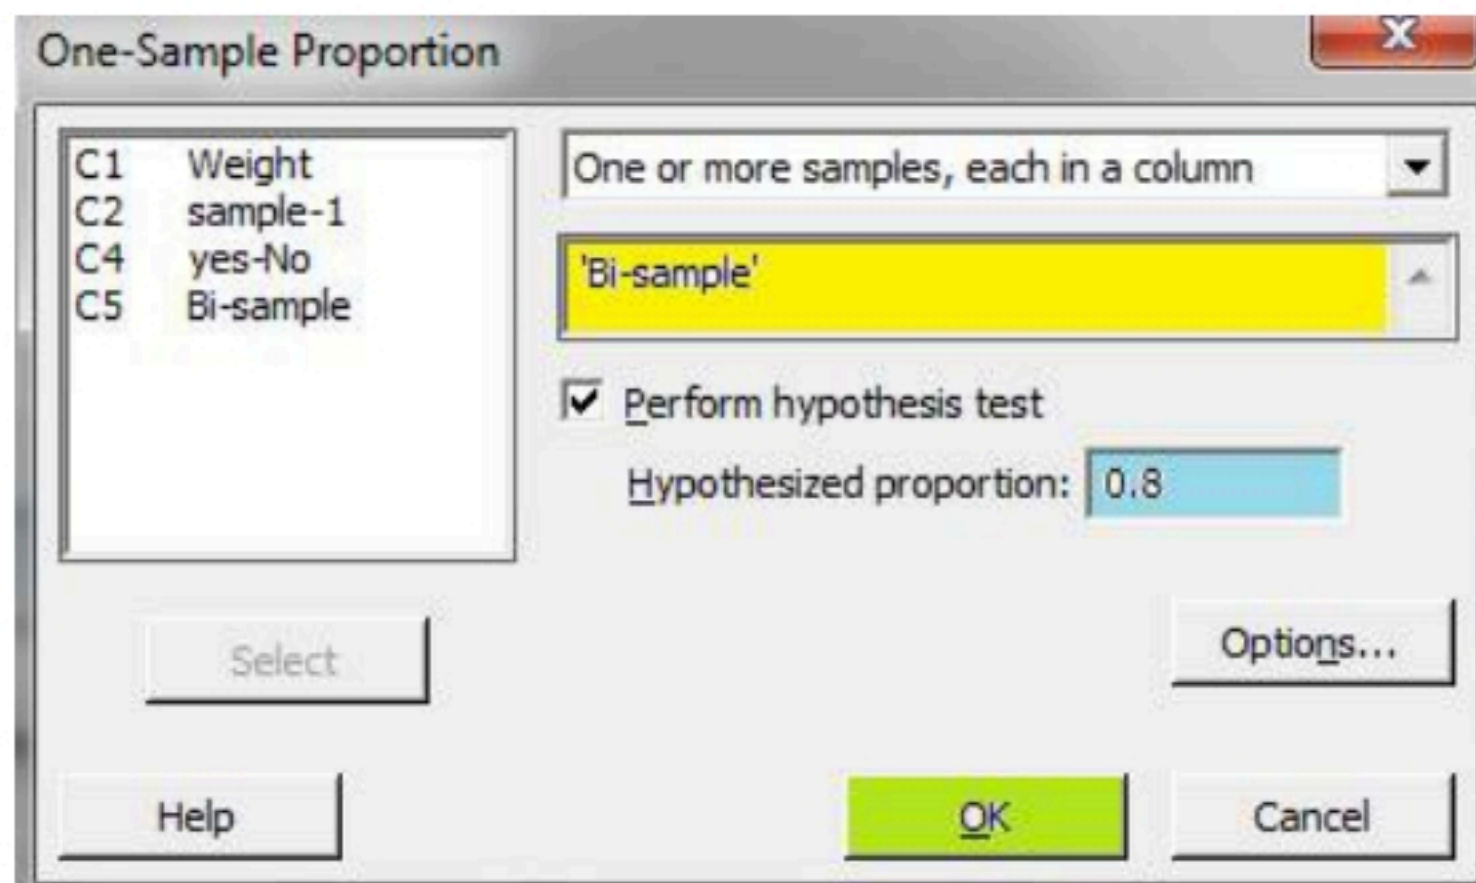 One-Sample Proportion
X
C1 Weight
C2 sample-1
C4 yes-No
C5 Bi-sample
One or more samples, each in a column
'Bi-sample'
Perform hypothesis test
Hypothesized proportion: 0.8
Select
Options...
Help
OK
Cancel